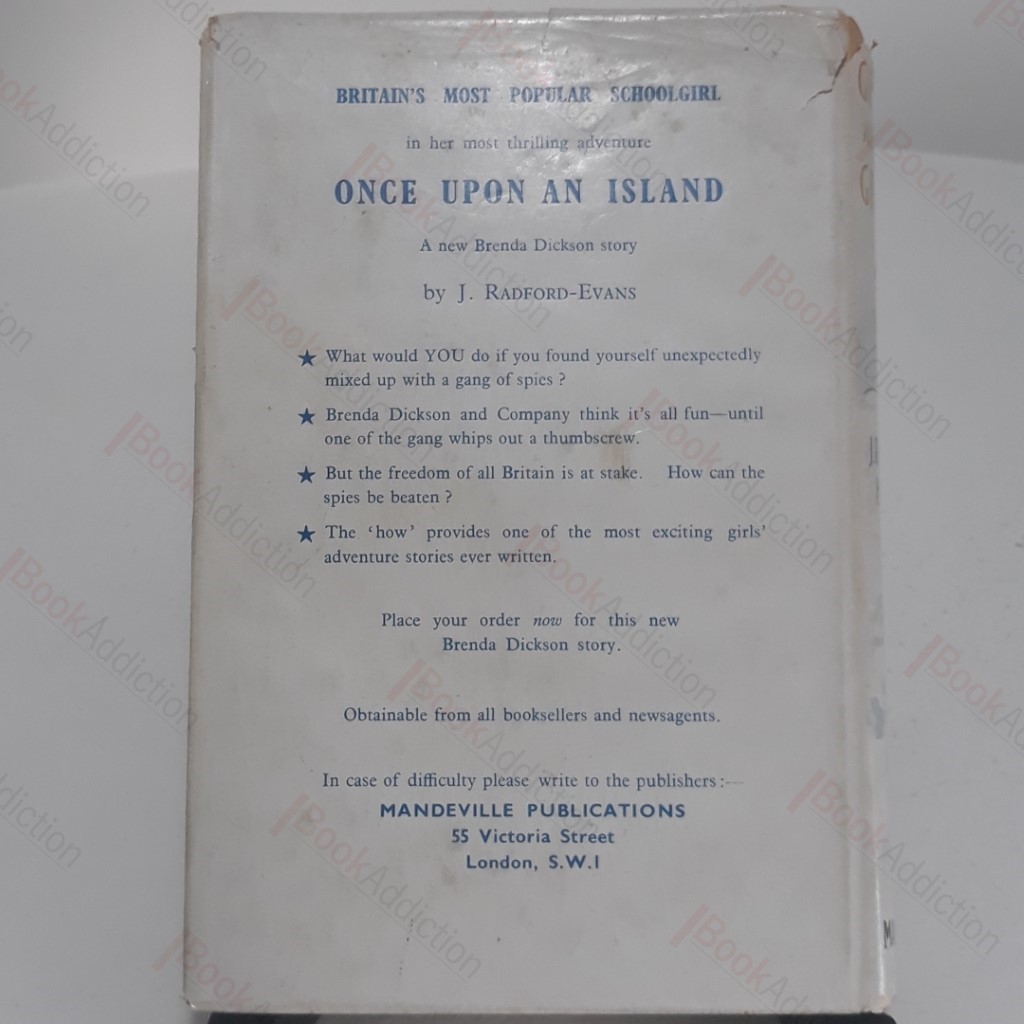 BRITAIN'S MOST POPULAR SCHOOLGIRL
in her most thrilling adventure
ONCE UPON AN ISLAND
A new Brenda Dickson story
by J. RADFORD-EVANS
★ What would YOU do if you found yourself unexpectedly
mixed up with a gang of spies ?
★ Brenda Dickson and Company think it's all fun—until
one of the gang whips out a thumbscrew.
★ But the freedom of all Britain is at stake. How can the
spies be beaten ?
★ The 'how' provides one of the most exciting girls'
adventure stories ever written.
Place your order now for this new
Brenda Dickson story.
Obtainable from all booksellers and newsagents.
In case of difficulty please write to the publishers :—
MANDEVILLE PUBLICATIONS
55 Victoria Street
London, S.W.1
BookAddiction